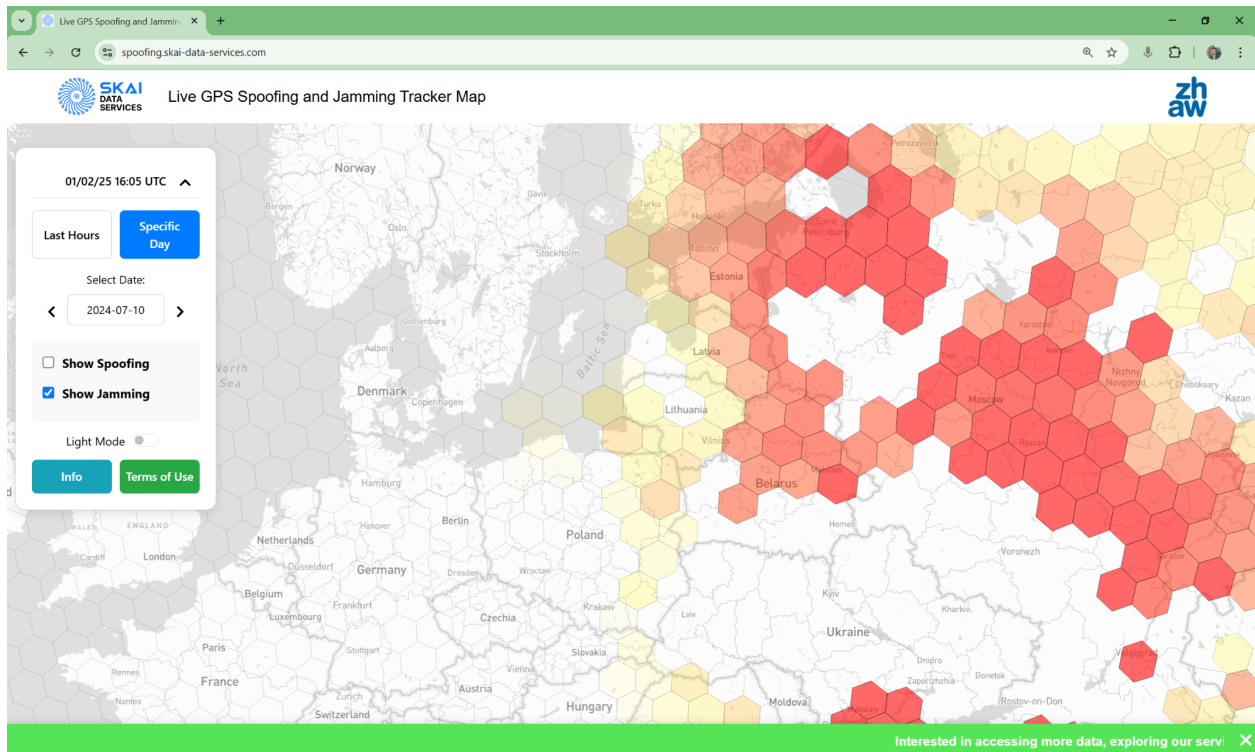 Live GPS Spoofing and Jammin
spoofing.skai-data-services.com
SKAI
DATA
SERVICES
Live GPS Spoofing and Jamming Tracker Map
zh
aw
01/02/25 16:05 UTC
Last Hours
Specific
Day
Select Date:
2024-07-10
Show Spoofing
Show Jamming
Light Mode
Info
Terms of Use
Norway
Petrozavodsk
Gävle
Turku
Bergen
Oslo
Helsinki
Saint
Petersburg
Stockholm
Tallinn
Estonia
Gothenburg
Yaroslavl
Baltic Sea
Aalborg
Latvia
Tver
Ivanovo
North
Sea
Nizhny
Novgorod
Cheboksary
Denmark
Copenhagen
Kazan
Moscow
Lithuania
Vilnius
Ryazan
Ulyanovsk
Mahilioŭ
Hamburg
Belarus
WALES
ENGLAND
Berlin
Poland
Homel
Hanover
Netherlands
Cardiff
London
Voronezh
Saratov
Düsseldorf
Germany
Dresden
Wrocław
Belgium
Kyiv
Frankfurt
Krakow
Kharkiv
Luxembourg
Czechia
Lviv
Ukraine
Paris
Stuttgart
Slovakia
Volgograd
Rennes
Vienna
Dnipro
France
Austria
Zaporizhzhia
Donetsk
Nantes
Zurich
Hungary
Moldova
Mykolaiv
Rostov-on-Don
Switzerland
Interested in accessing more data, exploring our servi